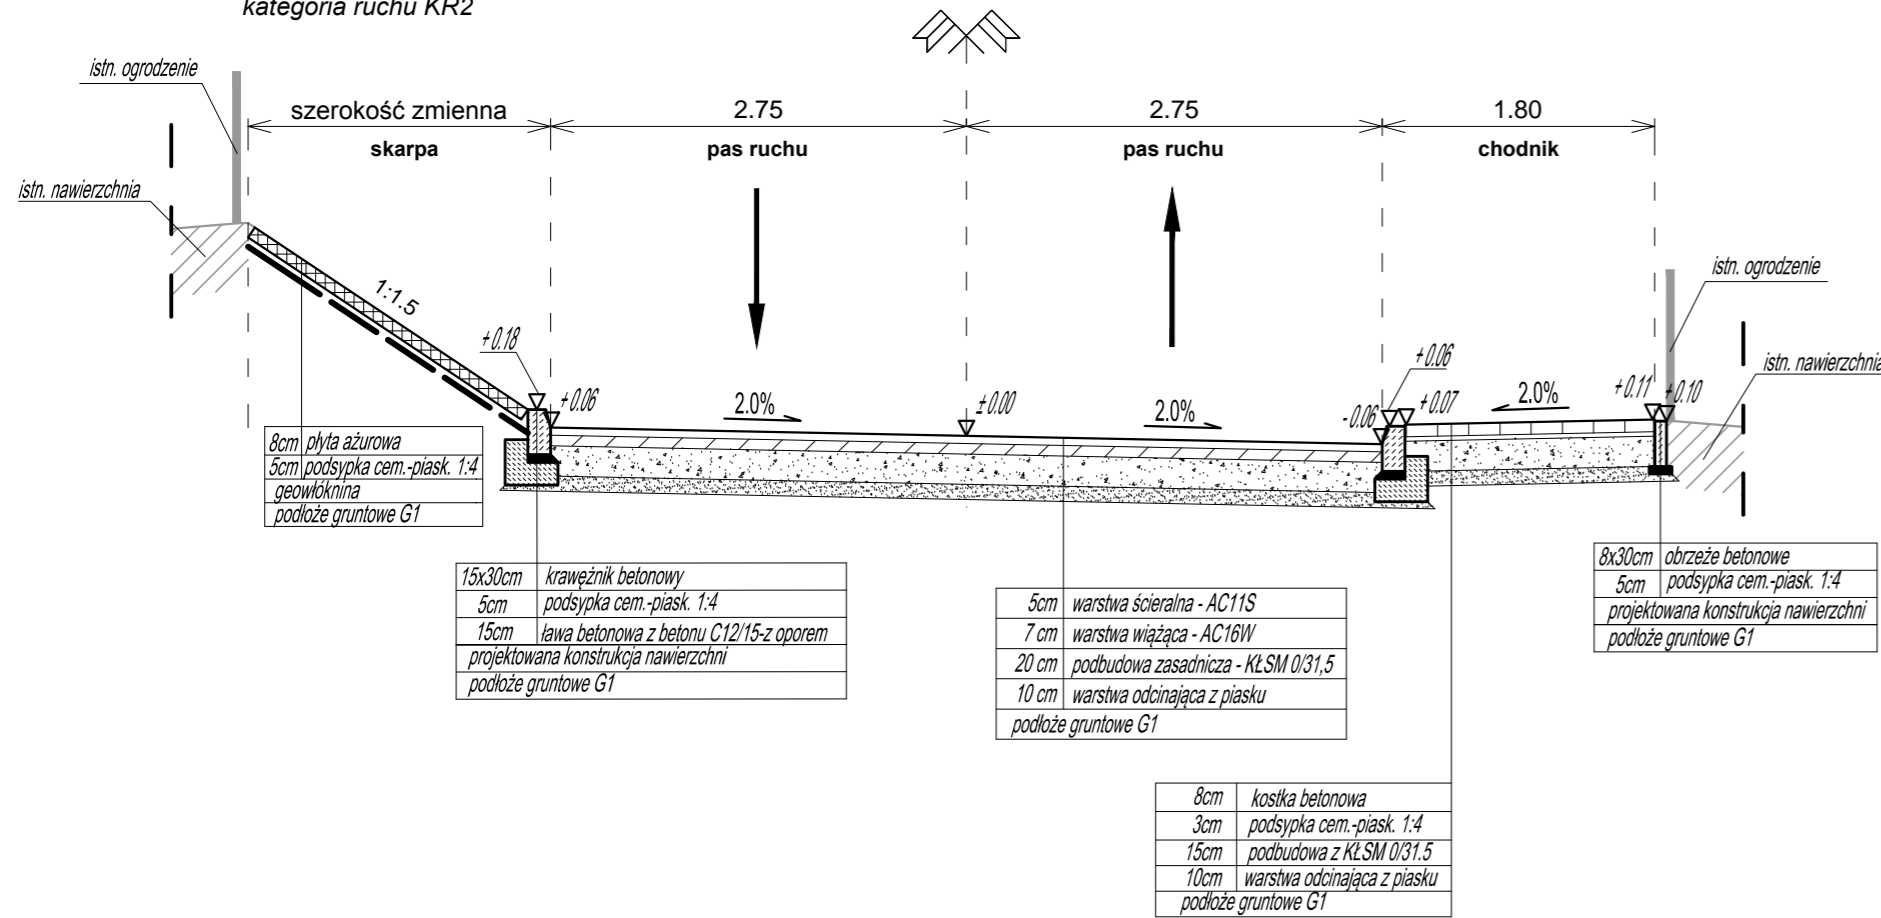 kategoria ruchu KR2
istn. ogrodzenie
szerokość zmienna
2.75
2.75
1.80
skarpa
pas ruchu
pas ruchu
chodnik
istn. nawierzchnia
istn. ogrodzenie
1:1.5
+0.18
+0.06
2.0%
±0.00
2.0%
-0.06
+0.06
+0.07
2.0%
+0.11
+0.10
istn. nawierzchnia
8cm płyta ażurowa
5cm podsypka cem.-piask. 1:4
geowłóknina
podłoże gruntowe G1
15x30cm krawężnik betonowy
5cm podsypka cem.-piask. 1:4
15cm ława betonowa z betonu C12/15-z oporem
projektowana konstrukcja nawierzchni
podłoże gruntowe G1
5cm warstwa ścieralna - AC11S
7 cm warstwa wiążąca - AC16W
20 cm podbudowa zasadnicza - KŁSM 0/31,5
10 cm warstwa odcinająca z piasku
podłoże gruntowe G1
8x30cm obrzeże betonowe
5cm podsypka cem.-piask. 1:4
projektowana konstrukcja nawierzchni
podłoże gruntowe G1
8cm kostka betonowa
3cm podsypka cem.-piask. 1:4
15cm podbudowa z KŁSM 0/31.5
10cm warstwa odcinająca z piasku
podłoże gruntowe G1